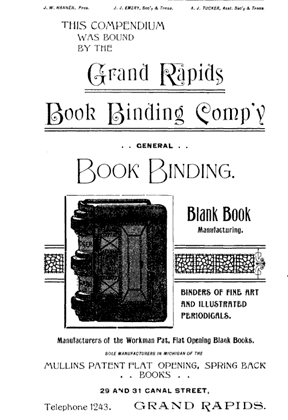 J. W. HANNEN, Pres. J. J. EMERY, Sec'y & Treas. A. J. TUCKER, Asst. Sec'y & Treas
THIS COMPENDIUM
WAS BOUND
BY THE
Grand Rapids
Book Binding Comp'y
. . GENERAL . .
BOOK BINDING.
Blank Book
Manufacturing.
BINDERS OF FINE ART
AND ILLUSTRATED
PERIODICALS.
Manufacturers of the Workman Pat. Flat Opening Blank Books.
SOLE MANUFACTURERS IN MICHIGAN OF THE
MULLINS PATENT FLAT OPENING, SPRING BACK
. . BOOKS . .
29 AND 31 CANAL STREET,
Telephone 1243. GRAND RAPIDS.